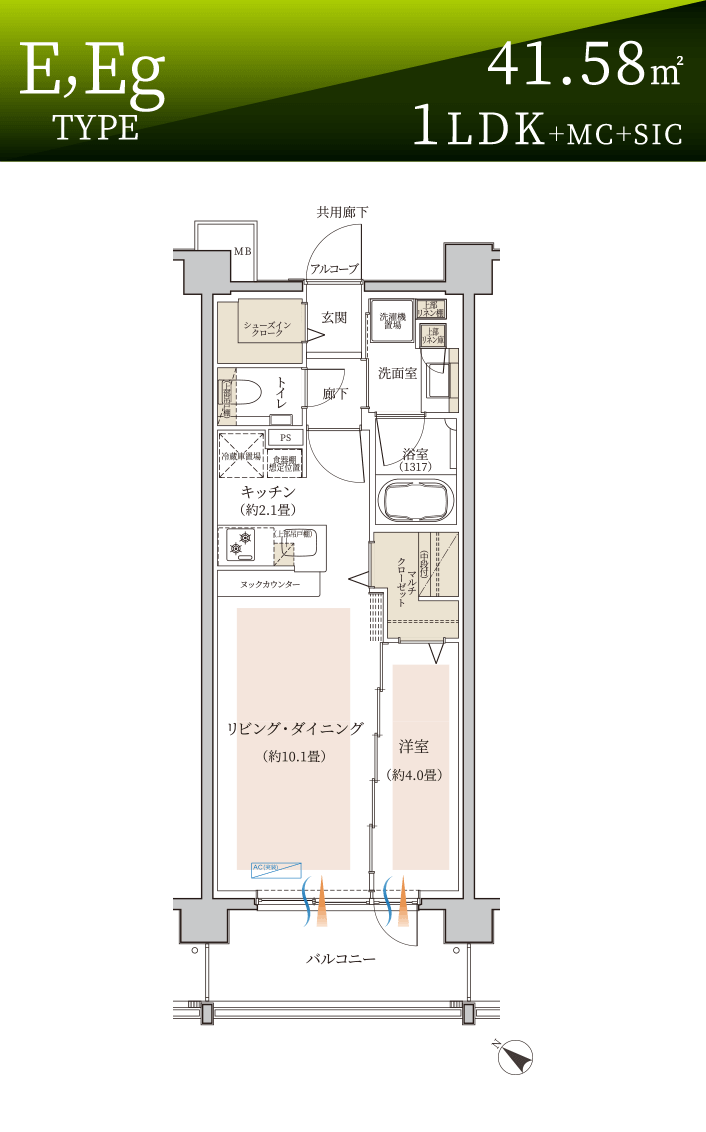 E,Eg
TYPE
41.58㎡
1LDK+MC+SIC
共用廊下
MB
アルコーブ
シューズイン
クローク
玄関
洗濯機
置場
上部
リネン棚
上部
リネン庫
洗面室
トイレ
上部吊戸棚
廊下
PS
冷蔵庫置場
食器棚
想定位置
浴室
(1317)
キッチン
(約2.1畳)
(上部吊戸棚)
ヌックカウンター
マルチ
クローゼット
(中段付)
リビング・ダイニング
(約10.1畳)
洋室
(約4.0畳)
AC(実装)
バルコニー
N